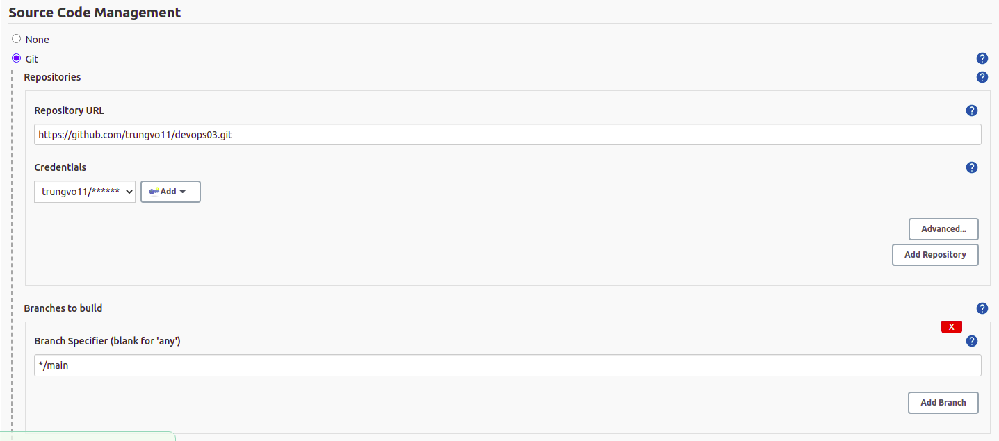 Source Code Management
None
Git
?
Repositories
?
Repository URL
?
https://github.com/trungvo11/devops03.git
Credentials
?
trungvo11/******
Add
Advanced...
Add Repository
Branches to build
?
X
Branch Specifier (blank for 'any')
?
*/main
Add Branch